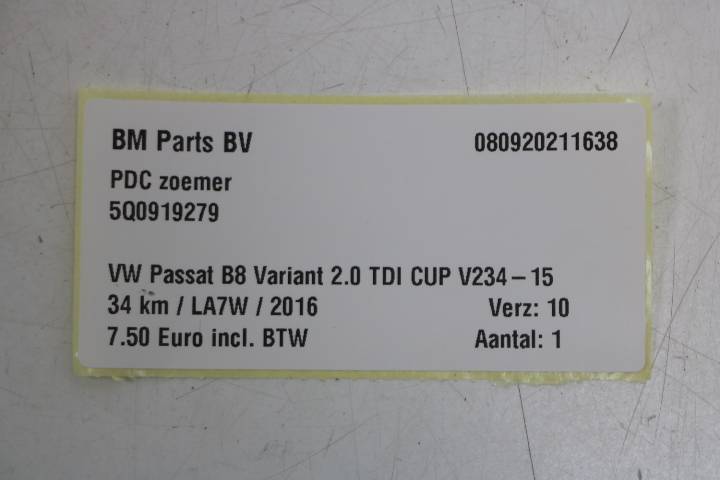 BM Parts BV 080920211638
PDC zoemer
5Q0919279
VW Passat B8 Variant 2.0 TDI CUP V234-15
34 km / LA7W / 2016 Verz: 10
7.50 Euro incl. BTW Aantal: 1